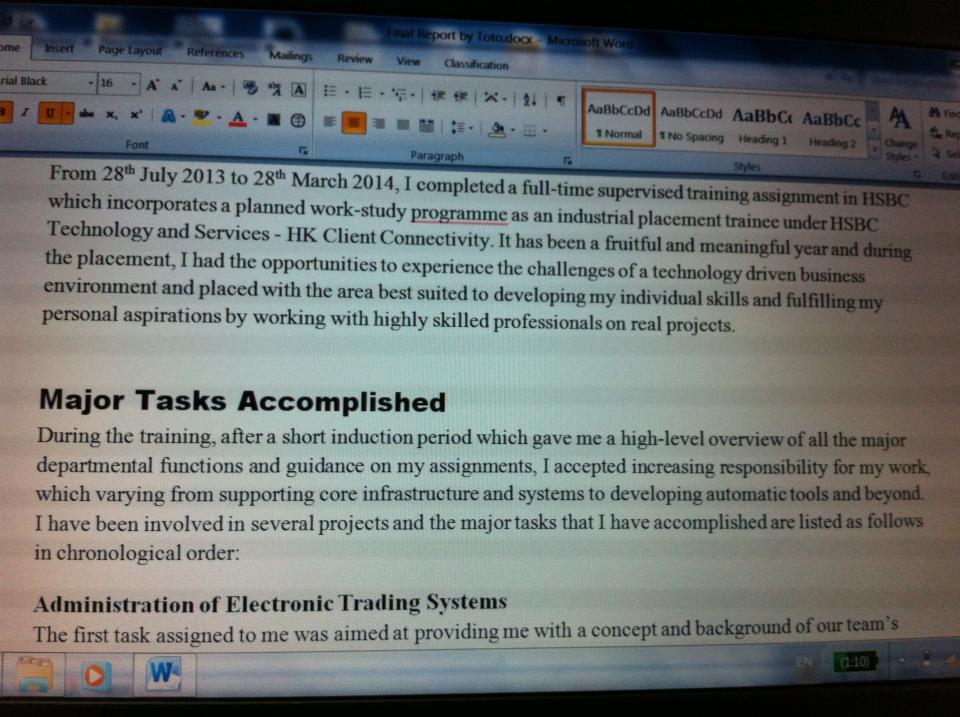 Final Report by Toto.docx - Microsoft Word
ome Insert Page Layout References Mailings Review View Classification
rial Black 16 A A Aa
B I U abc x₂ x² A A
Font Paragraph Styles
AaBbCcDd AaBbCcDd AaBbCc AaBbCc
¶ Normal ¶ No Spacing Heading 1 Heading 2
Change Styles
Find
Rep
Sel
Editi
From 28th July 2013 to 28th March 2014, I completed a full-time supervised training assignment in HSBC
which incorporates a planned work-study programme as an industrial placement trainee under HSBC
Technology and Services - HK Client Connectivity. It has been a fruitful and meaningful year and during
the placement, I had the opportunities to experience the challenges of a technology driven business
environment and placed with the area best suited to developing my individual skills and fulfilling my
personal aspirations by working with highly skilled professionals on real projects.
Major Tasks Accomplished
During the training, after a short induction period which gave me a high-level overview of all the major
departmental functions and guidance on my assignments, I accepted increasing responsibility for my work,
which varying from supporting core infrastructure and systems to developing automatic tools and beyond.
I have been involved in several projects and the major tasks that I have accomplished are listed as follows
in chronological order:
Administration of Electronic Trading Systems
The first task assigned to me was aimed at providing me with a concept and background of our team's
W EN (1:10)